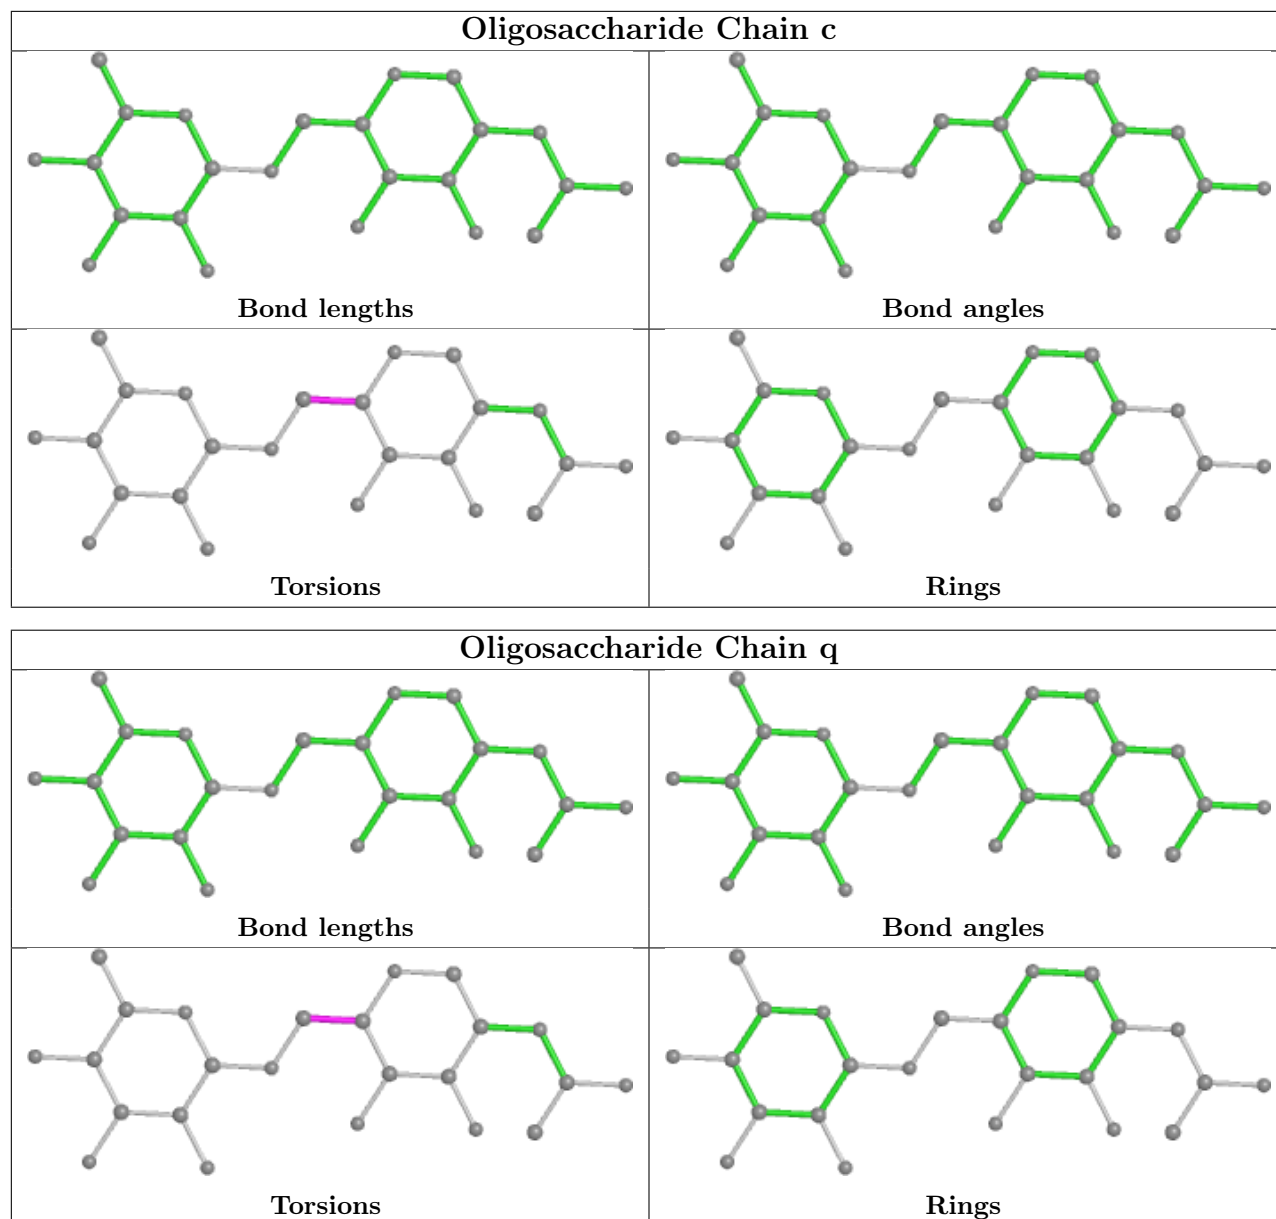 Oligosaccharide Chain c
Bond lengths
Bond angles
Torsions
Rings
Oligosaccharide Chain q
Bond lengths
Bond angles
Torsions
Rings